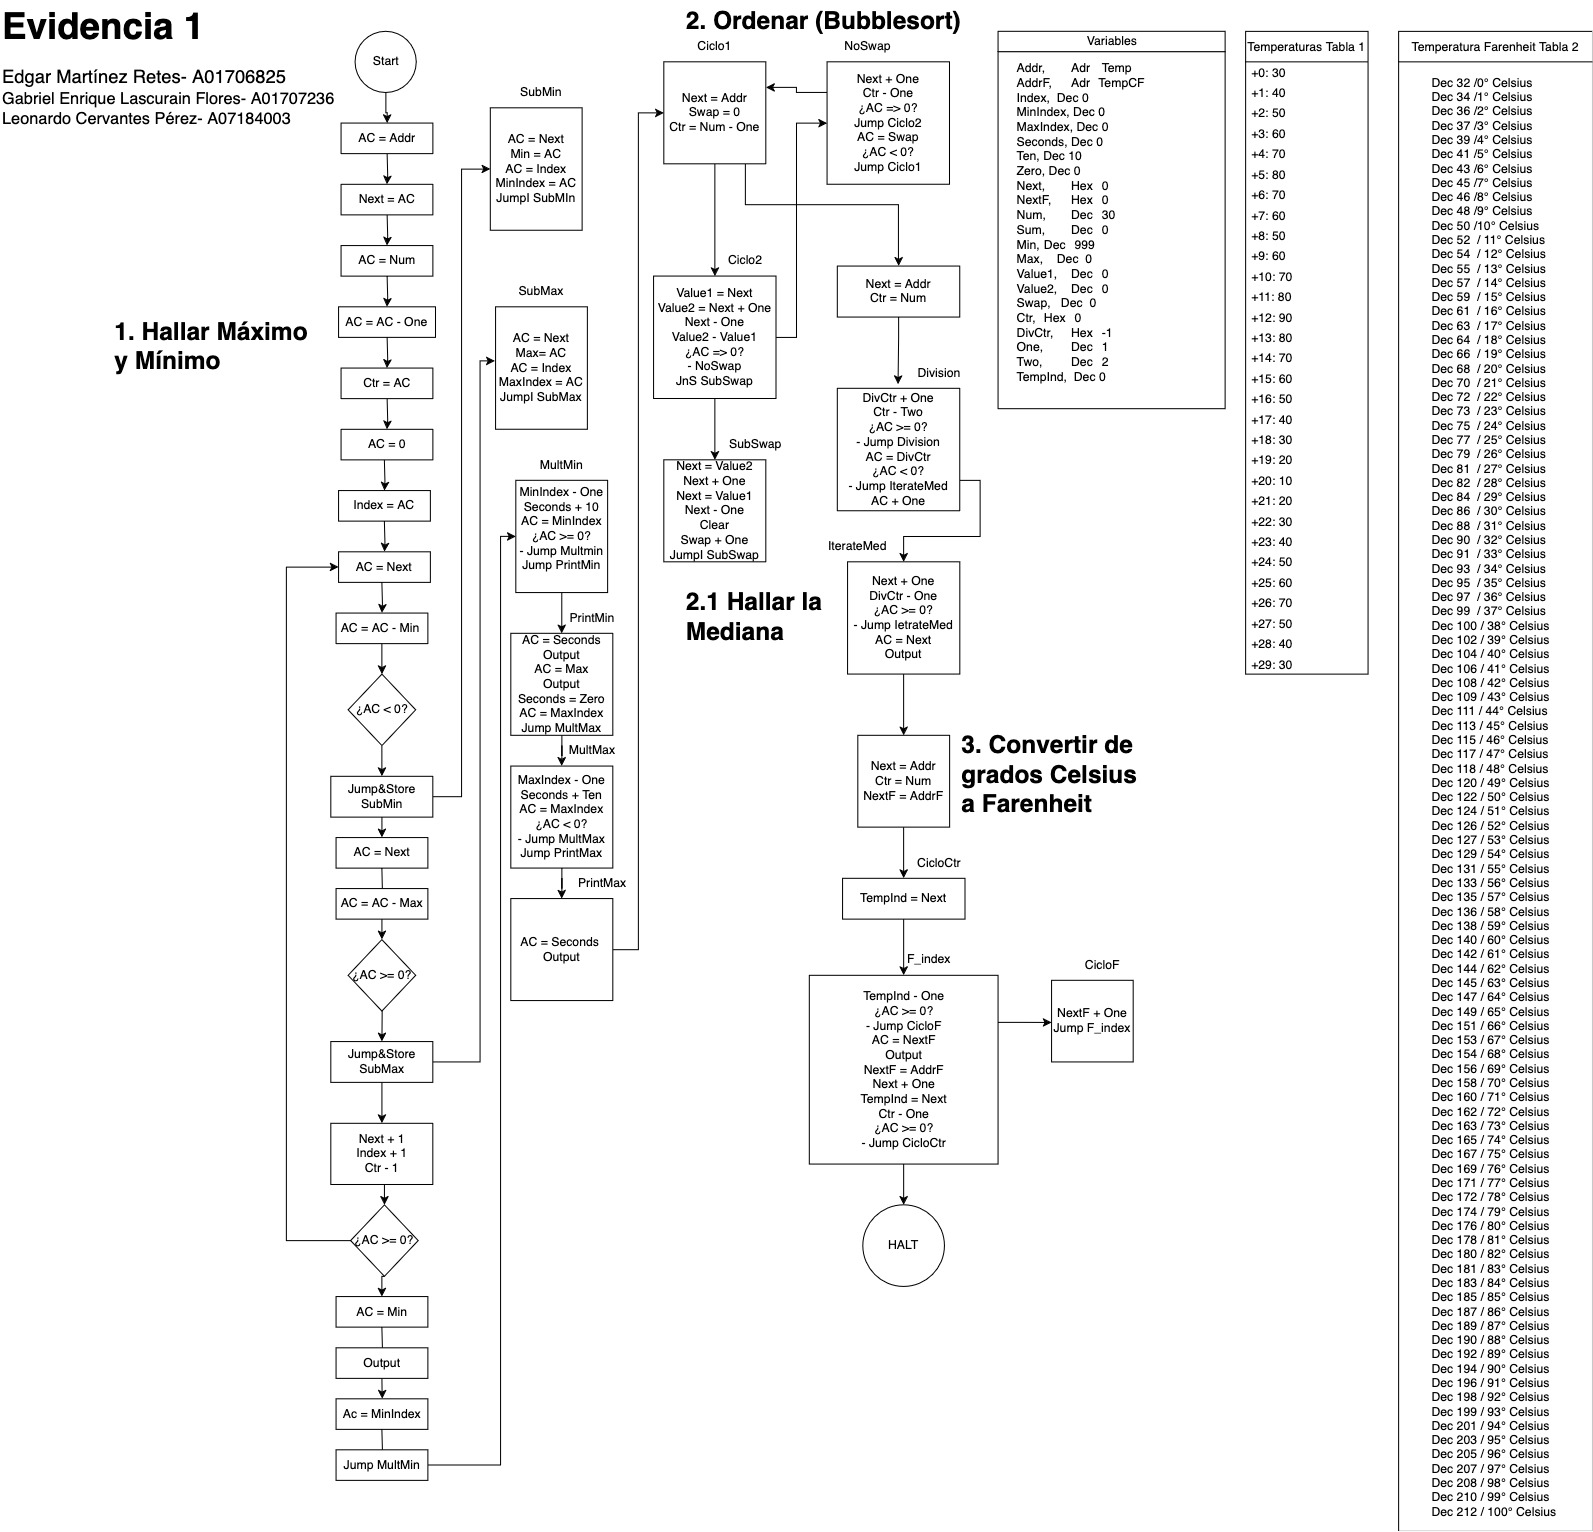 Evidencia 1
Edgar Martínez Retes- A01706825
Gabriel Enrique Lascurain Flores- A01707236
Leonardo Cervantes Pérez- A07184003
1. Hallar Máximo
y Mínimo
Start
AC = Addr
Next = AC
AC = Num
AC = AC - One
Ctr = AC
AC = 0
Index = AC
AC = Next
AC = AC - Min
¿AC < 0?
Jump&Store
SubMin
AC = Next
AC = AC - Max
¿AC >= 0?
Jump&Store
SubMax
Next + 1
Index + 1
Ctr - 1
¿AC >= 0?
AC = Min
Output
Ac = MinIndex
Jump MultMin
SubMin
AC = Next
Min = AC
AC = Index
MinIndex = AC
JumpI SubMIn
SubMax
AC = Next
Max= AC
AC = Index
MaxIndex = AC
JumpI SubMax
MultMin
MinIndex - One
Seconds + 10
AC = MinIndex
¿AC >= 0?
- Jump Multmin
Jump PrintMin
PrintMin
AC = Seconds
Output
AC = Max
Output
Seconds = Zero
AC = MaxIndex
Jump MultMax
MultMax
MaxIndex - One
Seconds + Ten
AC = MaxIndex
¿AC < 0?
- Jump MultMax
Jump PrintMax
PrintMax
AC = Seconds
Output
2. Ordenar (Bubblesort)
Ciclo1
Next = Addr
Swap = 0
Ctr = Num - One
NoSwap
Next + One
Ctr - One
¿AC => 0?
Jump Ciclo2
AC = Swap
¿AC < 0?
Jump Ciclo1
Ciclo2
Value1 = Next
Value2 = Next + One
Next - One
Value2 - Value1
¿AC => 0?
- NoSwap
JnS SubSwap
SubSwap
Next = Value2
Next + One
Next = Value1
Next - One
Clear
Swap + One
JumpI SubSwap
2.1 Hallar la
Mediana
Next = Addr
Ctr = Num
Division
DivCtr + One
Ctr - Two
¿AC >= 0?
- Jump Division
AC = DivCtr
¿AC < 0?
- Jump IterateMed
AC + One
IterateMed
Next + One
DivCtr - One
¿AC >= 0?
- Jump IetrateMed
AC = Next
Output
3. Convertir de
grados Celsius
a Farenheit
Next = Addr
Ctr = Num
NextF = AddrF
CicloCtr
TempInd = Next
F_index
TempInd - One
¿AC >= 0?
- Jump CicloF
AC = NextF
Output
NextF = AddrF
Next + One
TempInd = Next
Ctr - One
¿AC >= 0?
- Jump CicloCtr
CicloF
NextF + One
Jump F_index
HALT
Variables
Addr, Adr Temp
AddrF, Adr TempCF
Index, Dec 0
MinIndex, Dec 0
MaxIndex, Dec 0
Seconds, Dec 0
Ten, Dec 10
Zero, Dec 0
Next, Hex 0
NextF, Hex 0
Num, Dec 30
Sum, Dec 0
Min, Dec 999
Max, Dec 0
Value1, Dec 0
Value2, Dec 0
Swap, Dec 0
Ctr, Hex 0
DivCtr, Hex -1
One, Dec 1
Two, Dec 2
TempInd, Dec 0
Temperaturas Tabla 1
+0: 30
+1: 40
+2: 50
+3: 60
+4: 70
+5: 80
+6: 70
+7: 60
+8: 50
+9: 60
+10: 70
+11: 80
+12: 90
+13: 80
+14: 70
+15: 60
+16: 50
+17: 40
+18: 30
+19: 20
+20: 10
+21: 20
+22: 30
+23: 40
+24: 50
+25: 60
+26: 70
+27: 50
+28: 40
+29: 30
Temperatura Farenheit Tabla 2
Dec 32 /0° Celsius
Dec 34 /1° Celsius
Dec 36 /2° Celsius
Dec 37 /3° Celsius
Dec 39 /4° Celsius
Dec 41 /5° Celsius
Dec 43 /6° Celsius
Dec 45 /7° Celsius
Dec 46 /8° Celsius
Dec 48 /9° Celsius
Dec 50 /10° Celsius
Dec 52 / 11° Celsius
Dec 54 / 12° Celsius
Dec 55 / 13° Celsius
Dec 57 / 14° Celsius
Dec 59 / 15° Celsius
Dec 61 / 16° Celsius
Dec 63 / 17° Celsius
Dec 64 / 18° Celsius
Dec 66 / 19° Celsius
Dec 68 / 20° Celsius
Dec 70 / 21° Celsius
Dec 72 / 22° Celsius
Dec 73 / 23° Celsius
Dec 75 / 24° Celsius
Dec 77 / 25° Celsius
Dec 79 / 26° Celsius
Dec 81 / 27° Celsius
Dec 82 / 28° Celsius
Dec 84 / 29° Celsius
Dec 86 / 30° Celsius
Dec 88 / 31° Celsius
Dec 90 / 32° Celsius
Dec 91 / 33° Celsius
Dec 93 / 34° Celsius
Dec 95 / 35° Celsius
Dec 97 / 36° Celsius
Dec 99 / 37° Celsius
Dec 100 / 38° Celsius
Dec 102 / 39° Celsius
Dec 104 / 40° Celsius
Dec 106 / 41° Celsius
Dec 108 / 42° Celsius
Dec 109 / 43° Celsius
Dec 111 / 44° Celsius
Dec 113 / 45° Celsius
Dec 115 / 46° Celsius
Dec 117 / 47° Celsius
Dec 118 / 48° Celsius
Dec 120 / 49° Celsius
Dec 122 / 50° Celsius
Dec 124 / 51° Celsius
Dec 126 / 52° Celsius
Dec 127 / 53° Celsius
Dec 129 / 54° Celsius
Dec 131 / 55° Celsius
Dec 133 / 56° Celsius
Dec 135 / 57° Celsius
Dec 136 / 58° Celsius
Dec 138 / 59° Celsius
Dec 140 / 60° Celsius
Dec 142 / 61° Celsius
Dec 144 / 62° Celsius
Dec 145 / 63° Celsius
Dec 147 / 64° Celsius
Dec 149 / 65° Celsius
Dec 151 / 66° Celsius
Dec 153 / 67° Celsius
Dec 154 / 68° Celsius
Dec 156 / 69° Celsius
Dec 158 / 70° Celsius
Dec 160 / 71° Celsius
Dec 162 / 72° Celsius
Dec 163 / 73° Celsius
Dec 165 / 74° Celsius
Dec 167 / 75° Celsius
Dec 169 / 76° Celsius
Dec 171 / 77° Celsius
Dec 172 / 78° Celsius
Dec 174 / 79° Celsius
Dec 176 / 80° Celsius
Dec 178 / 81° Celsius
Dec 180 / 82° Celsius
Dec 181 / 83° Celsius
Dec 183 / 84° Celsius
Dec 185 / 85° Celsius
Dec 187 / 86° Celsius
Dec 189 / 87° Celsius
Dec 190 / 88° Celsius
Dec 192 / 89° Celsius
Dec 194 / 90° Celsius
Dec 196 / 91° Celsius
Dec 198 / 92° Celsius
Dec 199 / 93° Celsius
Dec 201 / 94° Celsius
Dec 203 / 95° Celsius
Dec 205 / 96° Celsius
Dec 207 / 97° Celsius
Dec 208 / 98° Celsius
Dec 210 / 99° Celsius
Dec 212 / 100° Celsius